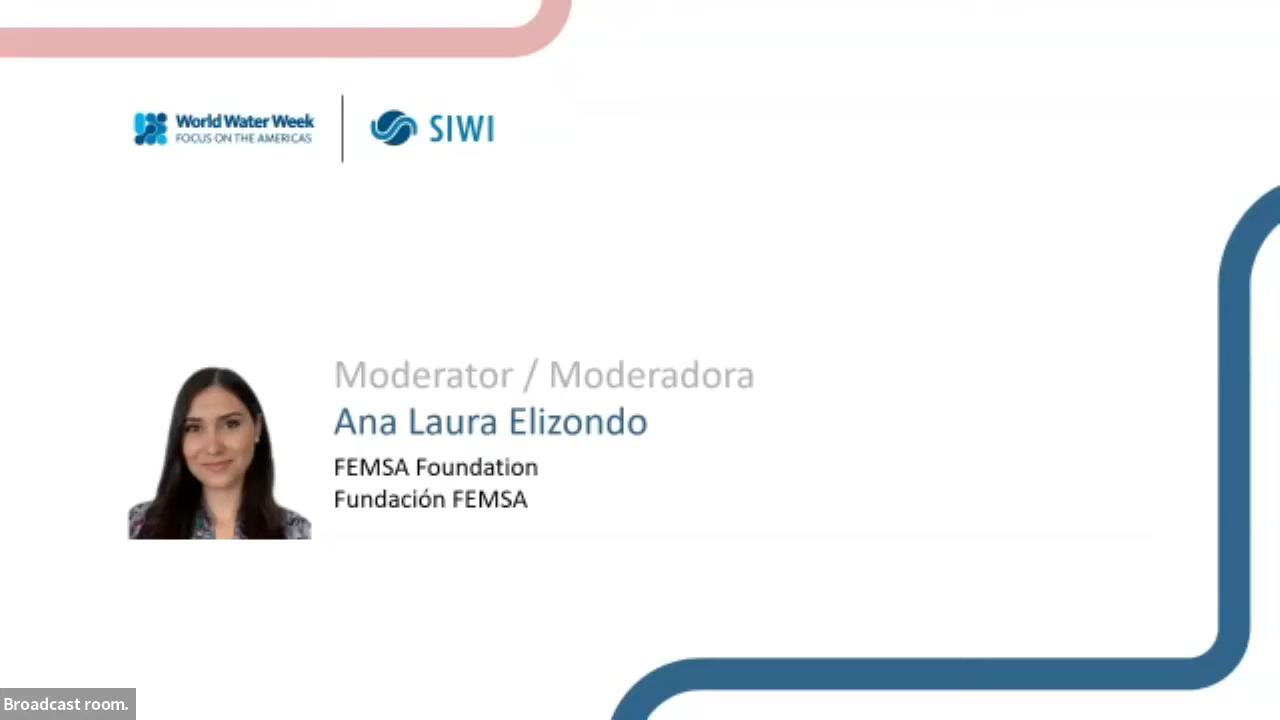 World Water Week
FOCUS ON THE AMERICAS
SIWI
Moderator / Moderadora
Ana Laura Elizondo
FEMSA Foundation
Fundación FEMSA
Broadcast room.